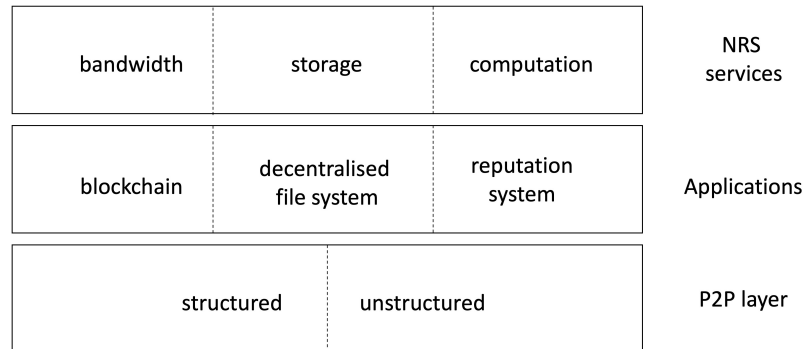 bandwidth
storage
computation
NRS
services
blockchain
decentralised
file system
reputation
system
Applications
structured
unstructured
P2P layer